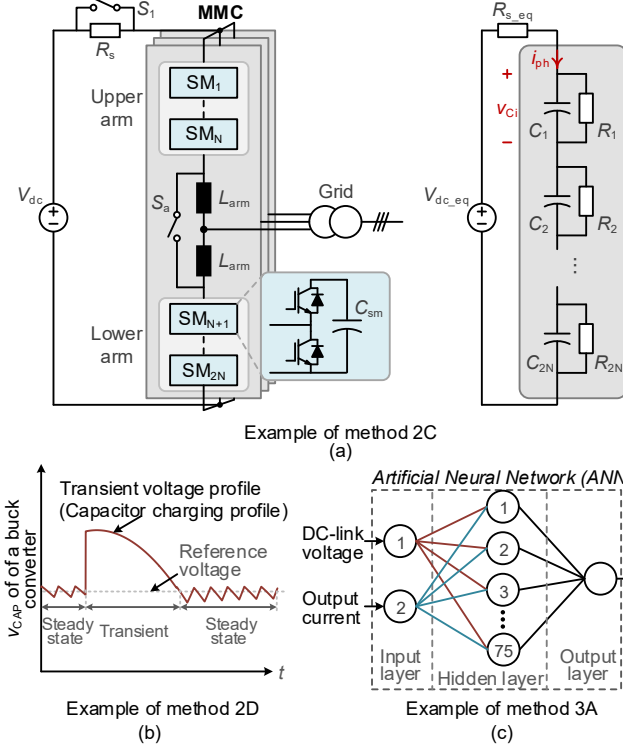 S1
Rs
MMC
Upper
arm
SM1
SMN
Vdc
Sa
Larm
Larm
Grid
Lower
arm
SMN+1
SM2N
Csm
Rs_eq
iph
+
vCi
−
C1
R1
Vdc_eq
C2
R2
⋮
C2N
R2N
Example of method 2C
(a)
vCAP of of a buck
converter
Transient voltage profile
(Capacitor charging profile)
Reference
voltage
Steady
state
Transient
Steady
state
t
Example of method 2D
(b)
Artificial Neural Network (ANN
DC-link
voltage
Output
current
1
2
1
2
3
75
Input
layer
Hidden layer
Output
layer
Example of method 3A
(c)